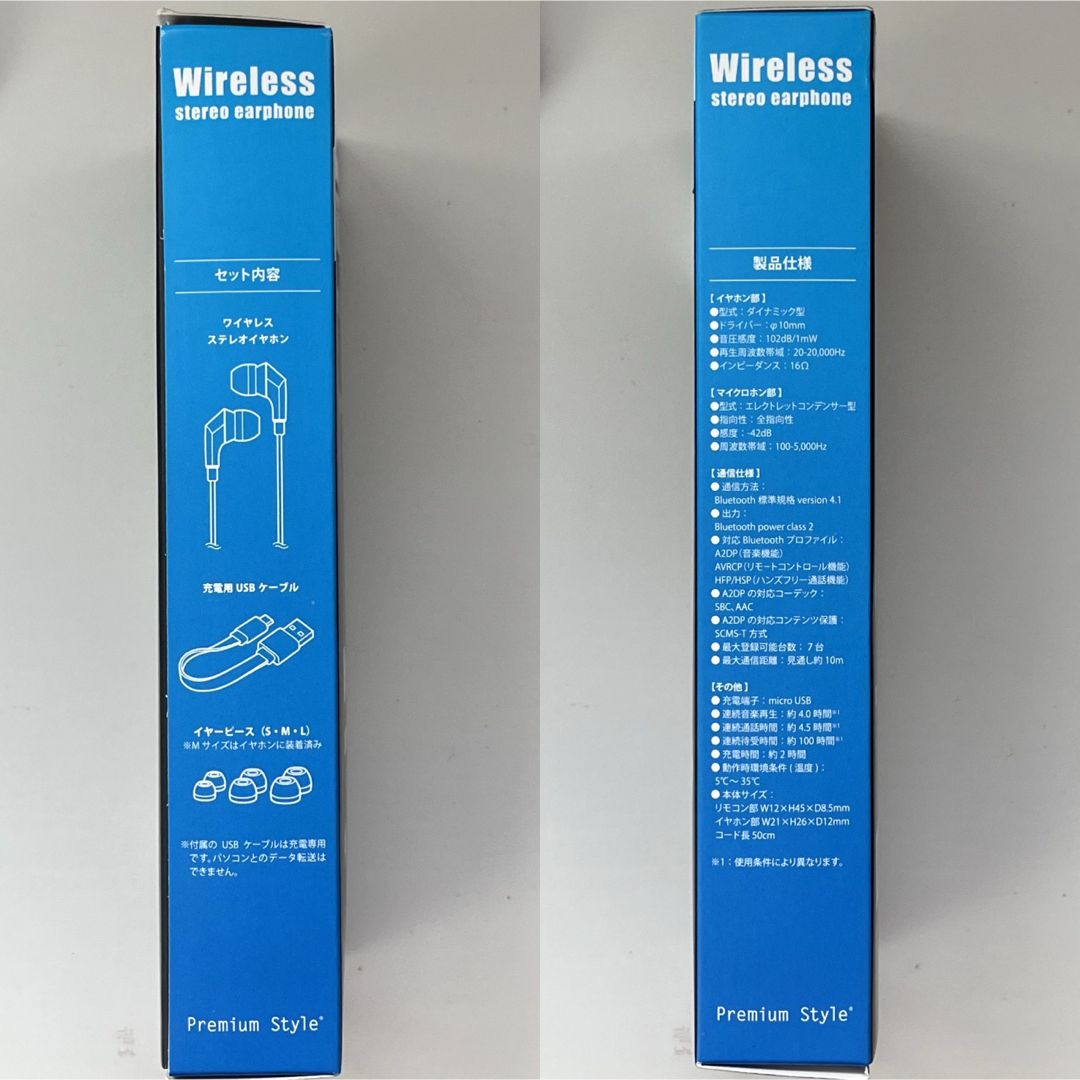 Wireless
stereo earphone
セット内容
ワイヤレス
ステレオイヤホン
充電用 USB ケーブル
イヤーピース（S・M・L）
※M サイズはイヤホンに装着済み
※付属の USB ケーブルは充電専用
です。パソコンとのデータ転送は
できません。
Premium Style®
Wireless
stereo earphone
製品仕様
【 イヤホン部 】
●型式：ダイナミック型
●ドライバー：φ10mm
●音圧感度：102dB/1mW
●再生周波数帯域：20-20,000Hz
●インピーダンス：16Ω
【 マイクロホン部 】
●型式：エレクトレットコンデンサー型
●指向性：全指向性
●感度：-42dB
●周波数帯域：100-5,000Hz
【 通信仕様 】
● 通信方法：
Bluetooth 標準規格 version 4.1
● 出力：
Bluetooth power class 2
● 対応 Bluetooth プロファイル：
A2DP（音楽機能）
AVRCP（リモートコントロール機能）
HFP/HSP（ハンズフリー通話機能）
● A2DP の対応コーデック：
SBC、AAC
● A2DP の対応コンテンツ保護：
SCMS-T 方式
● 最大登録可能台数：7 台
● 最大通信距離：見通し約 10m
【その他 】
● 充電端子：micro USB
● 連続音楽再生：約 4.0 時間※1
● 連続通話時間：約 4.5 時間※1
● 連続待受時間：約 100 時間※1
● 充電時間：約 2 時間
● 動作時環境条件 ( 温度 )：
5℃～ 35℃
● 本体サイズ：
リモコン部 W12×H45×D8.5mm
イヤホン部 W21×H26×D12mm
コード長 50cm
※1：使用条件により異なります。
Premium Style®